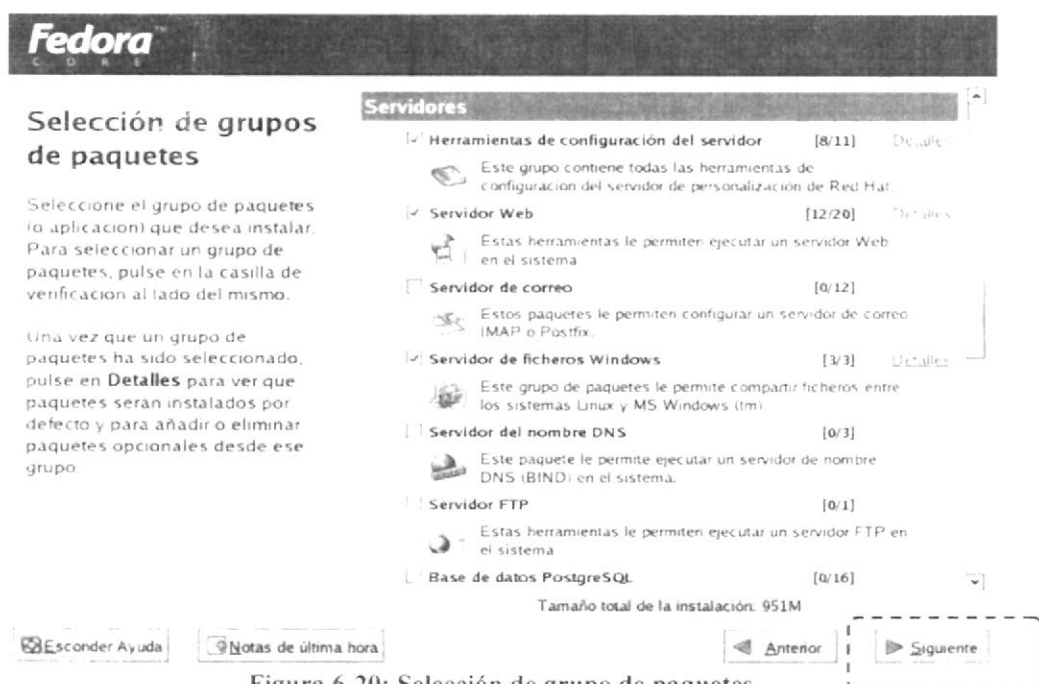 Fedora
CORE
Selección de grupos
de paquetes
Seleccione el grupo de paquetes
(o aplicacion) que desea instalar.
Para seleccionar un grupo de
paquetes, pulse en la casilla de
verificacion al lado del mismo.
Una vez que un grupo de
paquetes ha sido seleccionado,
pulse en Detalles para ver que
paquetes seran instalados por
defecto y para añadir o eliminar
paquetes opcionales desde ese
grupo
Servidores
Herramientas de configuración del servidor [8/11] Detalles
Este grupo contiene todas las herramientas de
configuracion del servidor de personalización de Red Hat.
Servidor Web [12/20] Detalles
Estas herramientas le permiten ejecutar un servidor Web
en el sistema
Servidor de correo [0/12]
Estos paquetes le permiten configurar un servidor de correo
IMAP o Postfix.
Servidor de ficheros Windows [3/3] Detalles
Este grupo de paquetes le permite compartir ficheros entre
los sistemas Linux y MS Windows (tm)
Servidor del nombre DNS [0/3]
Este paquete le permite ejecutar un servidor de nombre
DNS (BIND) en el sistema.
Servidor FTP [0/1]
Estas herramientas le permiten ejecutar un servidor FTP en
el sistema
Base de datos PostgreSQL [0/16]
Tamaño total de la instalación: 951M
Esconder Ayuda
Notas de última hora
Anterior
Siguiente
Figura 6-20: Selección de grupo de paquetes